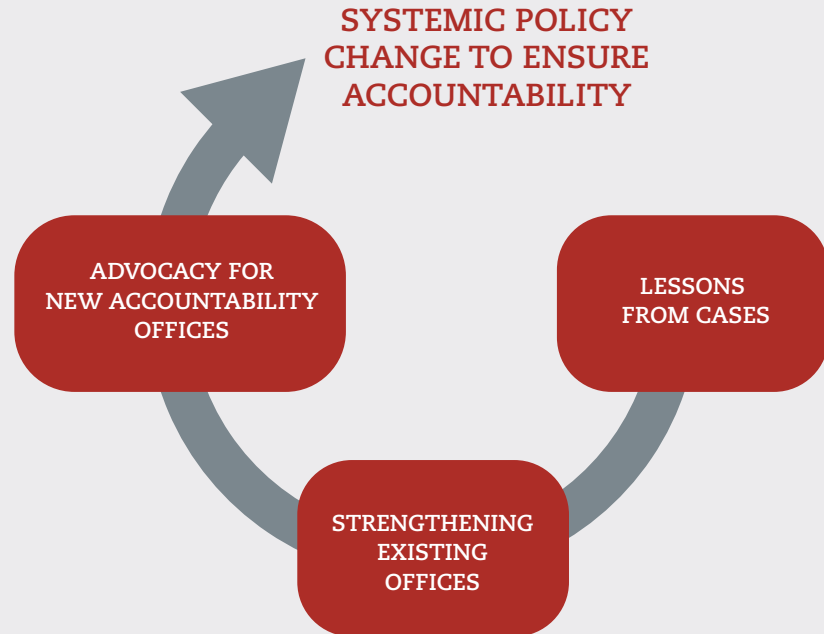 SYSTEMIC POLICY
CHANGE TO ENSURE
ACCOUNTABILITY
ADVOCACY FOR
NEW ACCOUNTABILITY
OFFICES
LESSONS
FROM CASES
STRENGTHENING
EXISTING
OFFICES